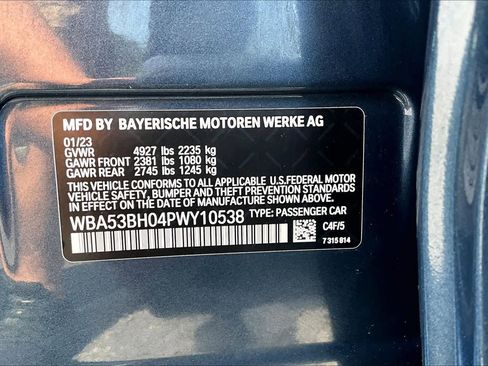 MFD BY BAYERISCHE MOTOREN WERKE AG
01/23
GVWR 4927 lbs 2235 kg
GAWR FRONT 2381 lbs 1080 kg
GAWR REAR 2745 lbs 1245 kg
THIS VEHICLE CONFORMS TO ALL APPLICABLE U.S.FEDERAL MOTOR
VEHICLE SAFETY, BUMPER AND THEFT PREVENTION STANDARDS
IN EFFECT ON THE DATE OF MANUFACTURE SHOWN ABOVE.
WBA53BH04PWY10538 TYPE: PASSENGER CAR
C4F/5
7 315 814